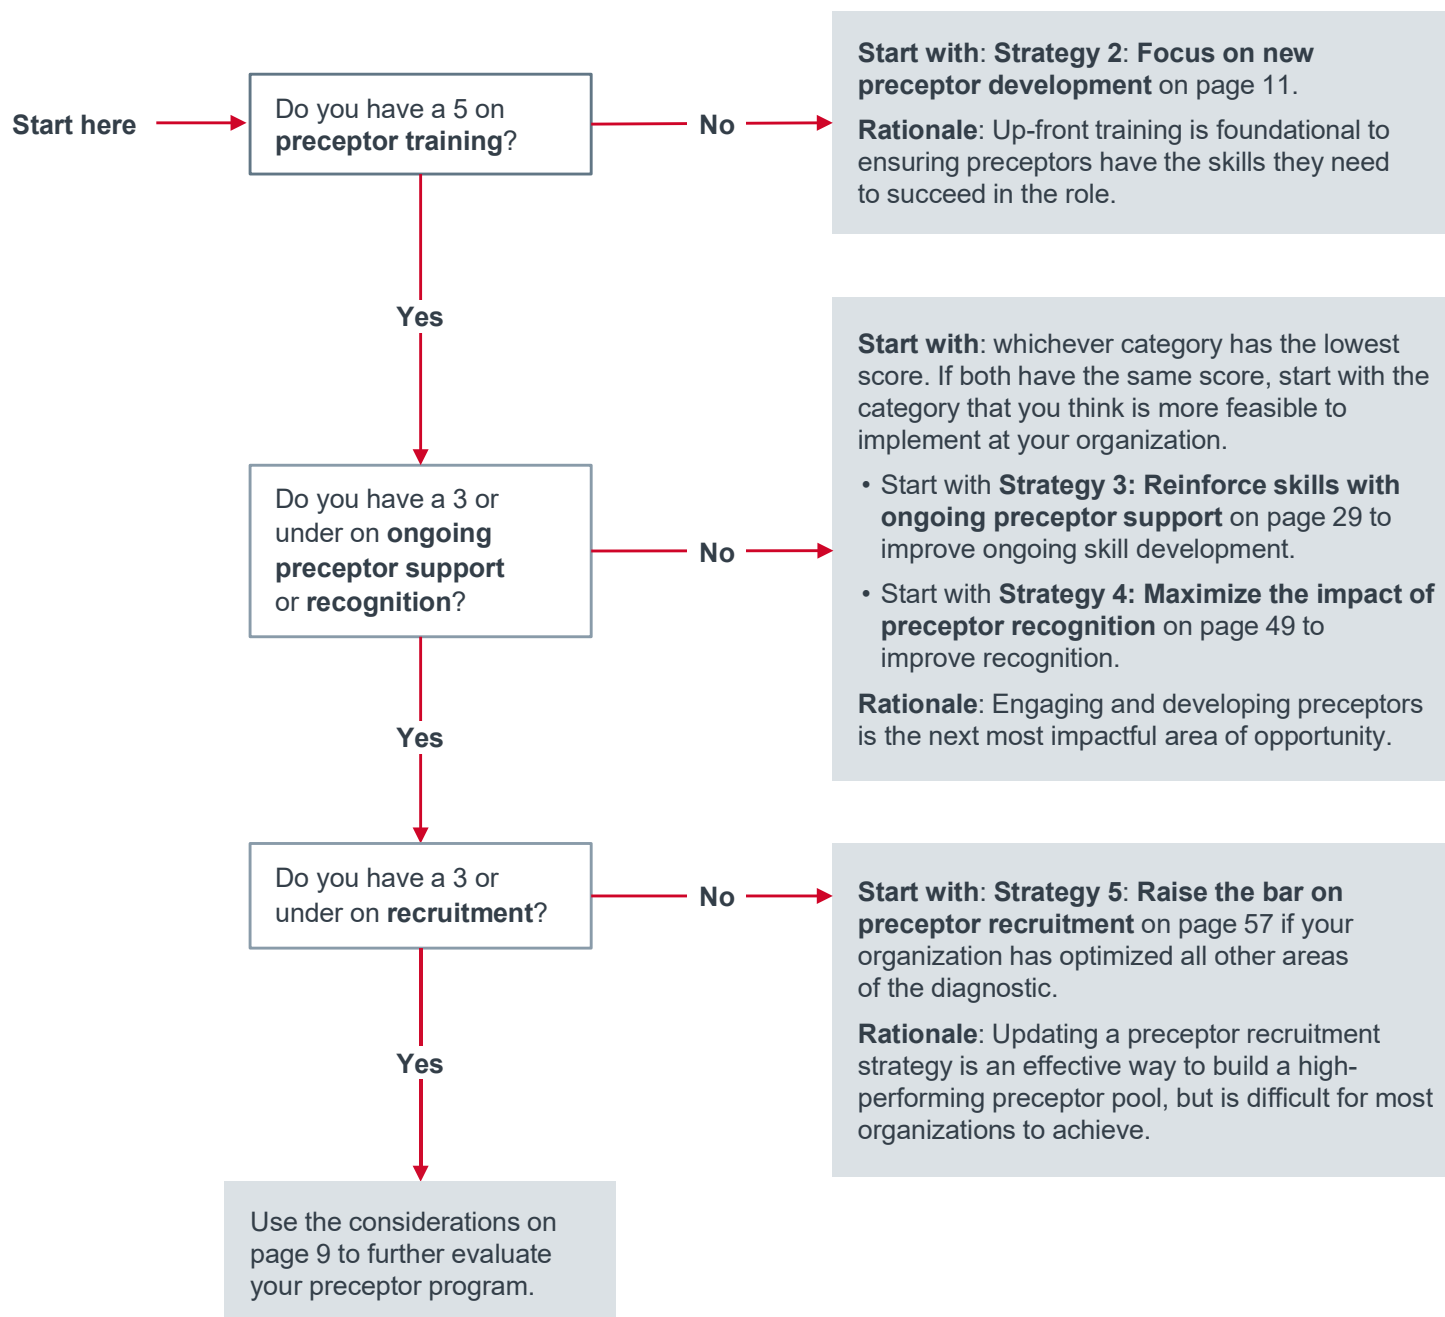 Start here
Do you have a 5 on
preceptor training?
No
Start with: Strategy 2: Focus on new
preceptor development on page 11.
Rationale: Up-front training is foundational to
ensuring preceptors have the skills they need
to succeed in the role.
Yes
Do you have a 3 or
under on ongoing
preceptor support
or recognition?
No
Start with: whichever category has the lowest
score. If both have the same score, start with the
category that you think is more feasible to
implement at your organization.
• Start with Strategy 3: Reinforce skills with
ongoing preceptor support on page 29 to
improve ongoing skill development.
• Start with Strategy 4: Maximize the impact of
preceptor recognition on page 49 to
improve recognition.
Rationale: Engaging and developing preceptors
is the next most impactful area of opportunity.
Yes
Do you have a 3 or
under on recruitment?
No
Start with: Strategy 5: Raise the bar on
preceptor recruitment on page 57 if your
organization has optimized all other areas
of the diagnostic.
Rationale: Updating a preceptor recruitment
strategy is an effective way to build a high-
performing preceptor pool, but is difficult for most
organizations to achieve.
Yes
Use the considerations on
page 9 to further evaluate
your preceptor program.